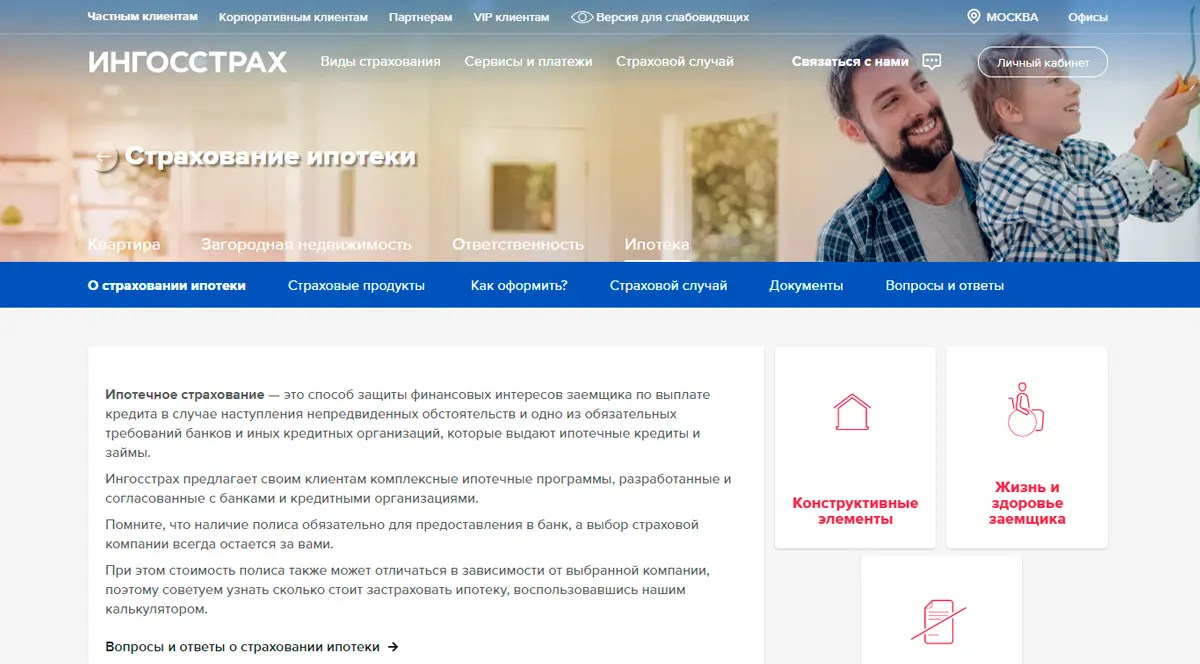 Частным клиентам Корпоративным клиентам Партнерам VIP клиентам Версия для слабовидящих МОСКВА Офисы
ИНГОССТРАХ Виды страхования Сервисы и платежи Страховой случай Связаться с нами Личный кабинет
Страхование ипотеки
Квартира Загородная недвижимость Ответственность Ипотека
О страховании ипотеки Страховые продукты Как оформить? Страховой случай Документы Вопросы и ответы
Ипотечное страхование — это способ защиты финансовых интересов заемщика по выплате
кредита в случае наступления непредвиденных обстоятельств и одно из обязательных
требований банков и иных кредитных организаций, которые выдают ипотечные кредиты и
займы.
Ингосстрах предлагает своим клиентам комплексные ипотечные программы, разработанные и
согласованные с банками и кредитными организациями.
Помните, что наличие полиса обязательно для предоставления в банк, а выбор страховой
компании всегда остается за вами.
При этом стоимость полиса также может отличаться в зависимости от выбранной компании,
поэтому советуем узнать сколько стоит застраховать ипотеку, воспользовавшись нашим
калькулятором.
Вопросы и ответы о страховании ипотеки →
Конструктивные
элементы
Жизнь и
здоровье
заемщика